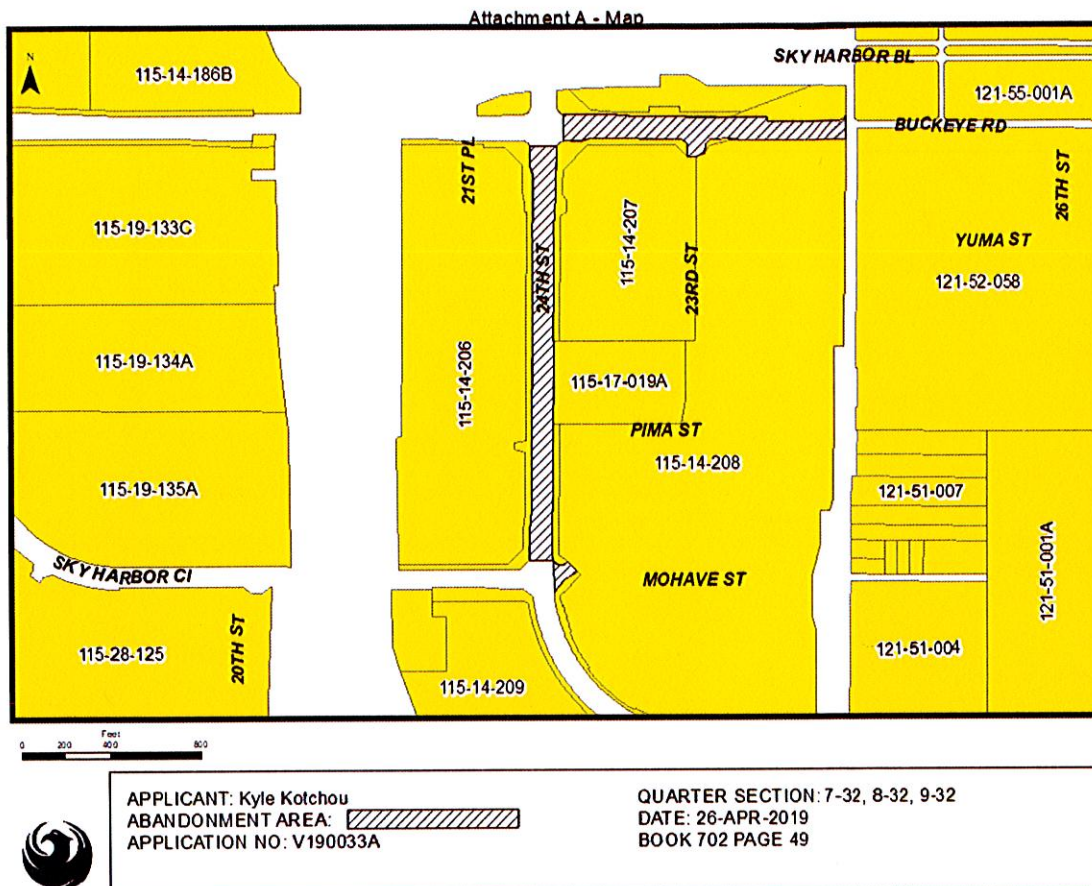 Attachment A - Map
N
SKY HARBOR BL
115-14-186B
121-55-001A
BUCKEYE RD
21ST PL
26TH ST
115-19-133C
24TH ST
115-14-207
23RD ST
YUMA ST
121-52-058
115-19-134A
115-14-206
115-17-019A
PIMA ST
115-14-208
115-19-135A
121-51-007
SKY HARBOR CI
MOHAVE ST
121-51-001A
115-28-125
20TH ST
115-14-209
121-51-004
Feet
0 200 400 800
APPLICANT: Kyle Kotchou
ABANDONMENT AREA:
APPLICATION NO: V190033A
QUARTER SECTION: 7-32, 8-32, 9-32
DATE: 26-APR-2019
BOOK 702 PAGE 49